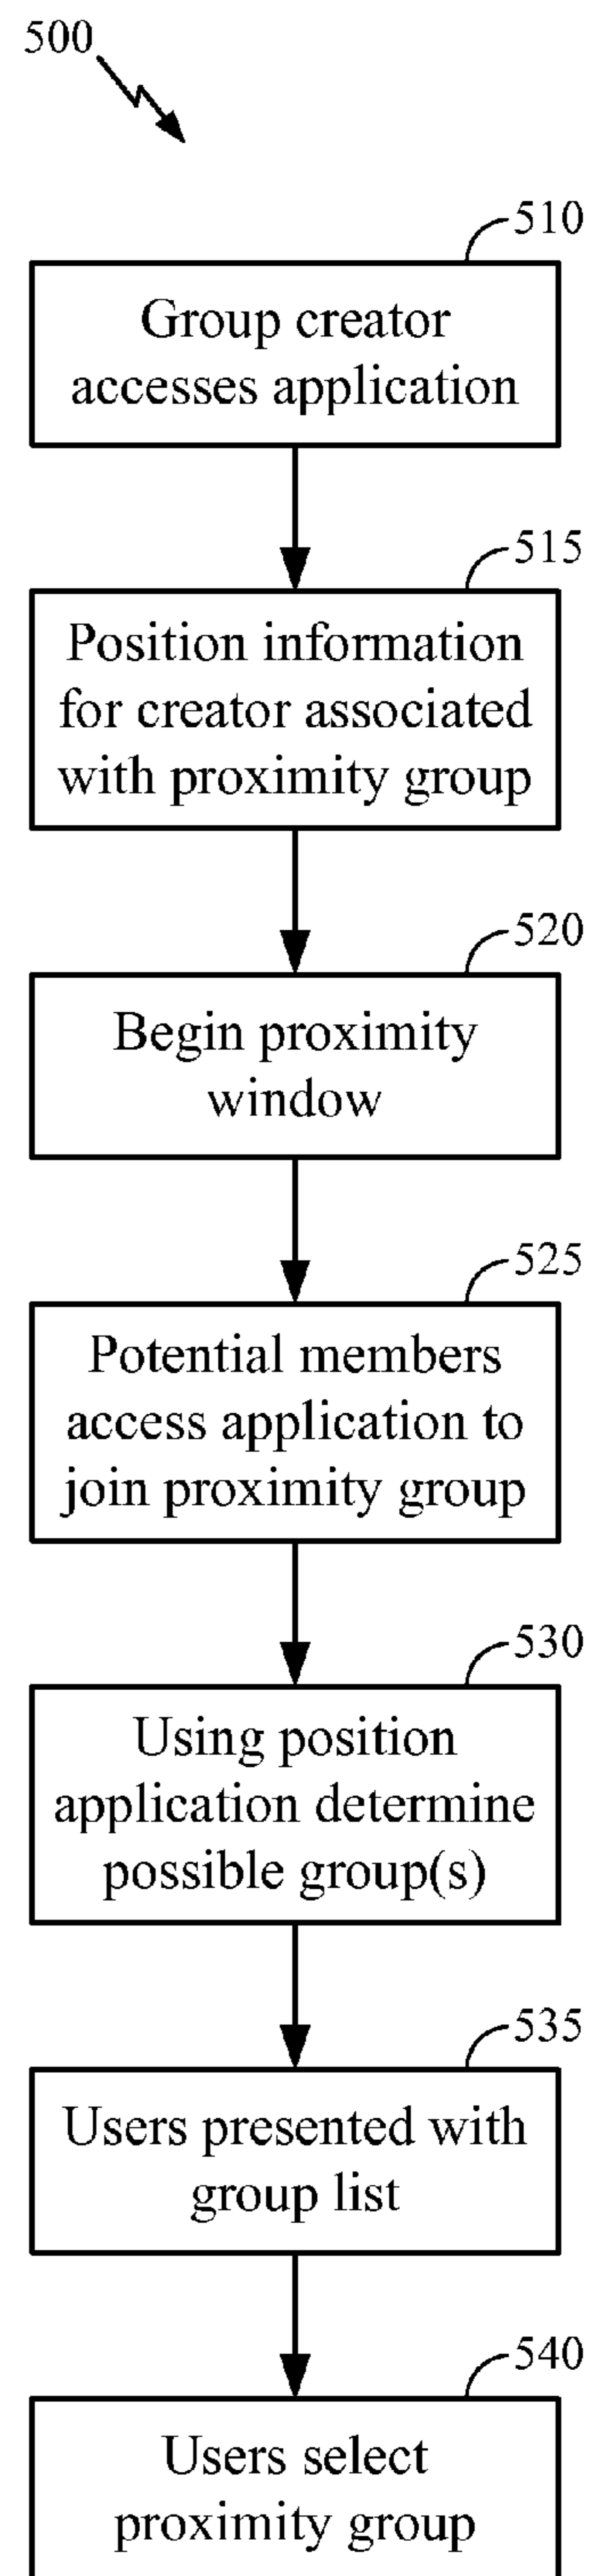 500
510
Group creator
accesses application
515
Position information
for creator associated
with proximity group
520
Begin proximity
window
525
Potential members
access application to
join proximity group
530
Using position
application determine
possible group(s)
535
Users presented with
group list
540
Users select
proximity group